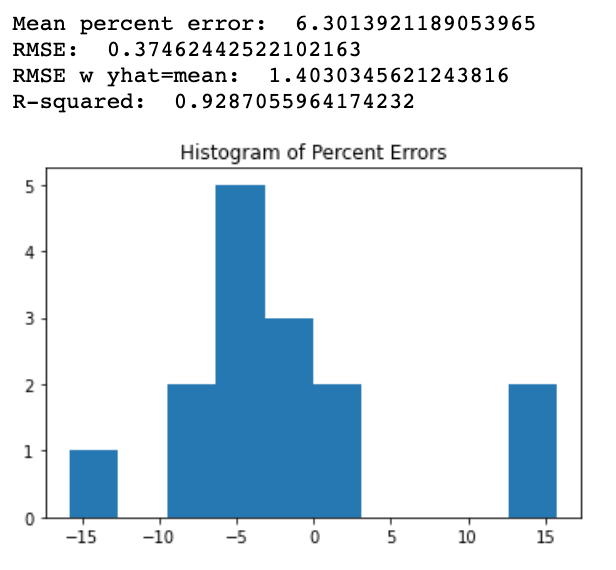 Mean percent error:  6.3013921189053965
RMSE:  0.37462442522102163
RMSE w yhat=mean:  1.4030345621243816
R-squared:  0.9287055964174232
Histogram of Percent Errors
5
4
3
2
1
0
−15 −10 −5 0 5 10 15